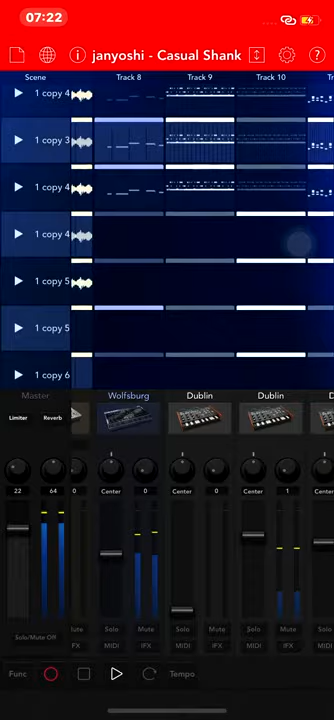 07:22
janyoshi - Casual Shank
Scene Track 8 Track 9 Track 10
1 copy 4
1 copy 3
1 copy 4
1 copy 4
1 copy 5
1 copy 5
1 copy 6
Master Wolfsburg Dublin Dublin
Limiter Reverb
Center Center Center Center
22 64 0 0 0 1
Solo Mute Solo Mute Solo Mute Solo
Solo/Mute Off
MIDI IFX MIDI IFX MIDI IFX MIDI
Func Tempo